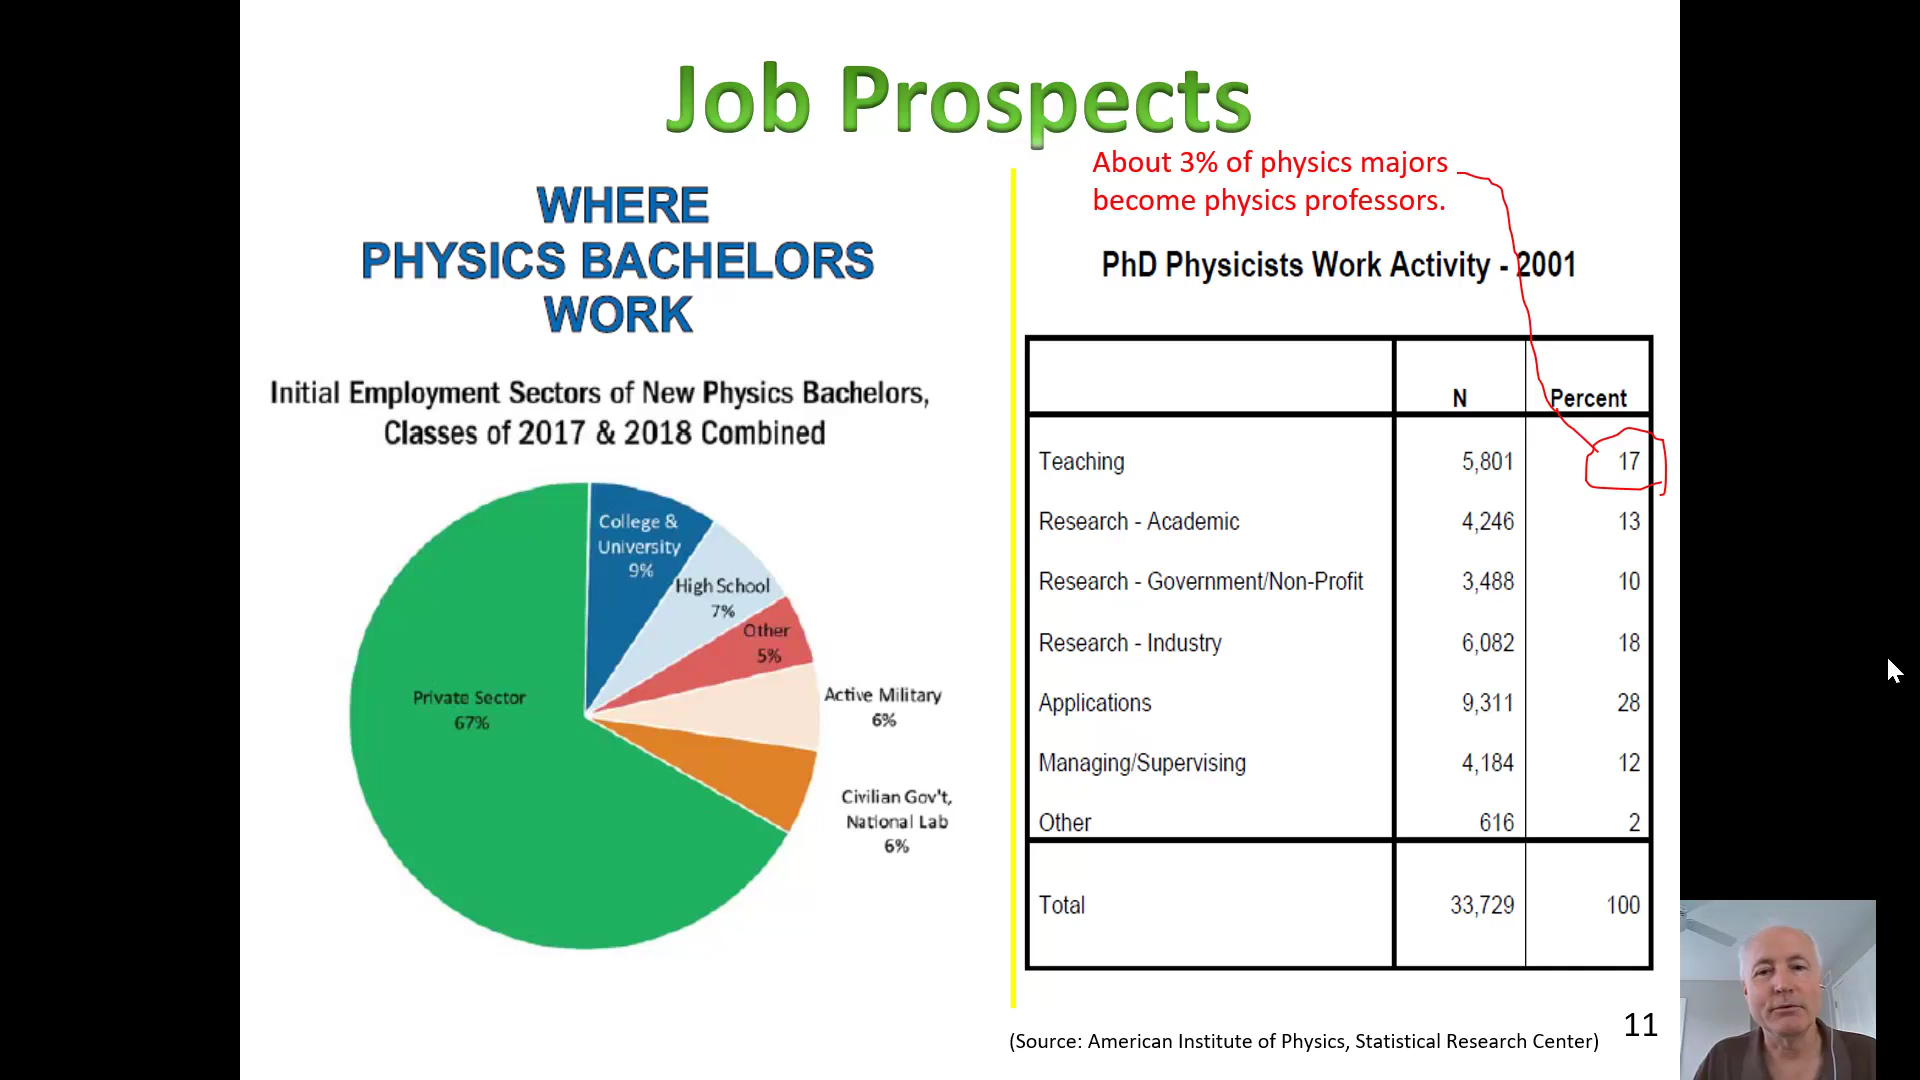 Job Prospects
WHERE
PHYSICS BACHELORS
WORK
Initial Employment Sectors of New Physics Bachelors,
Classes of 2017 & 2018 Combined
College &
University
9%
High School
7%
Other
5%
Active Military
6%
Civilian Gov't,
National Lab
6%
Private Sector
67%
About 3% of physics majors
become physics professors.
PhD Physicists Work Activity - 2001
N Percent
Teaching 5,801 17
Research - Academic 4,246 13
Research - Government/Non-Profit 3,488 10
Research - Industry 6,082 18
Applications 9,311 28
Managing/Supervising 4,184 12
Other 616 2
Total 33,729 100
(Source: American Institute of Physics, Statistical Research Center)
11